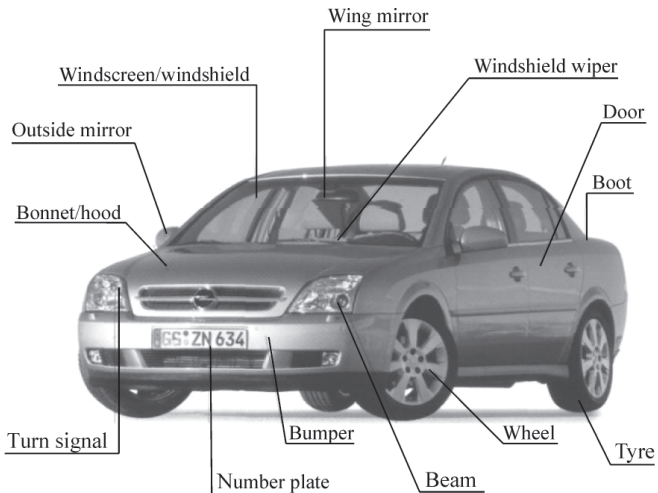 Wing mirror
Windscreen/windshield
Windshield wiper
Door
Outside mirror
Boot
Bonnet/hood
GS ZN 634
Turn signal
Bumper
Wheel
Tyre
Number plate
Beam